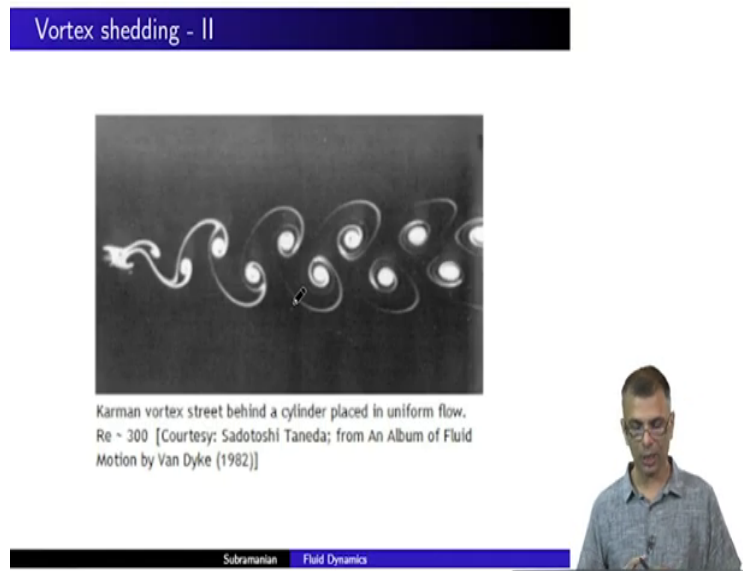 Vortex shedding - II
Karman vortex street behind a cylinder placed in uniform flow.
Re ~ 300 [Courtesy: Sadotoshi Taneda; from An Album of Fluid
Motion by Van Dyke (1982)]
Subramanian Fluid Dynamics